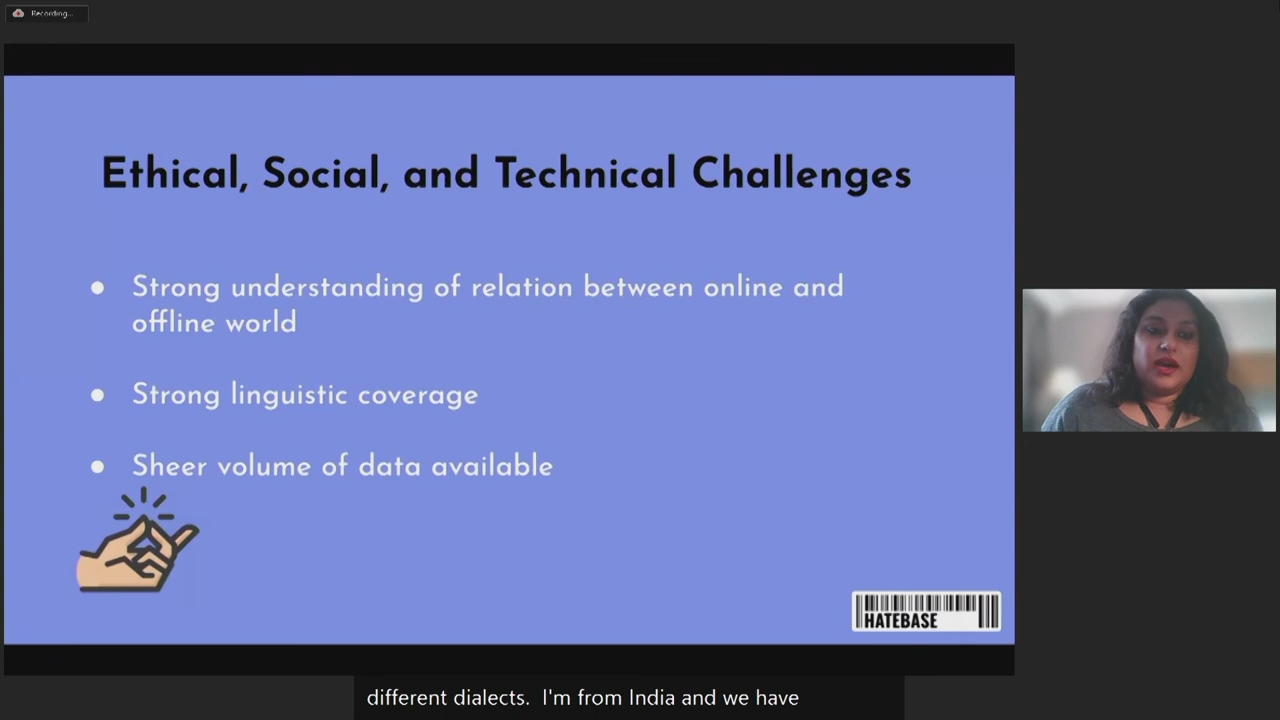 Recording...
Ethical, Social, and Technical Challenges
● Strong understanding of relation between online and
offline world
● Strong linguistic coverage
● Sheer volume of data available
HATEBASE
different dialects.  I'm from India and we have